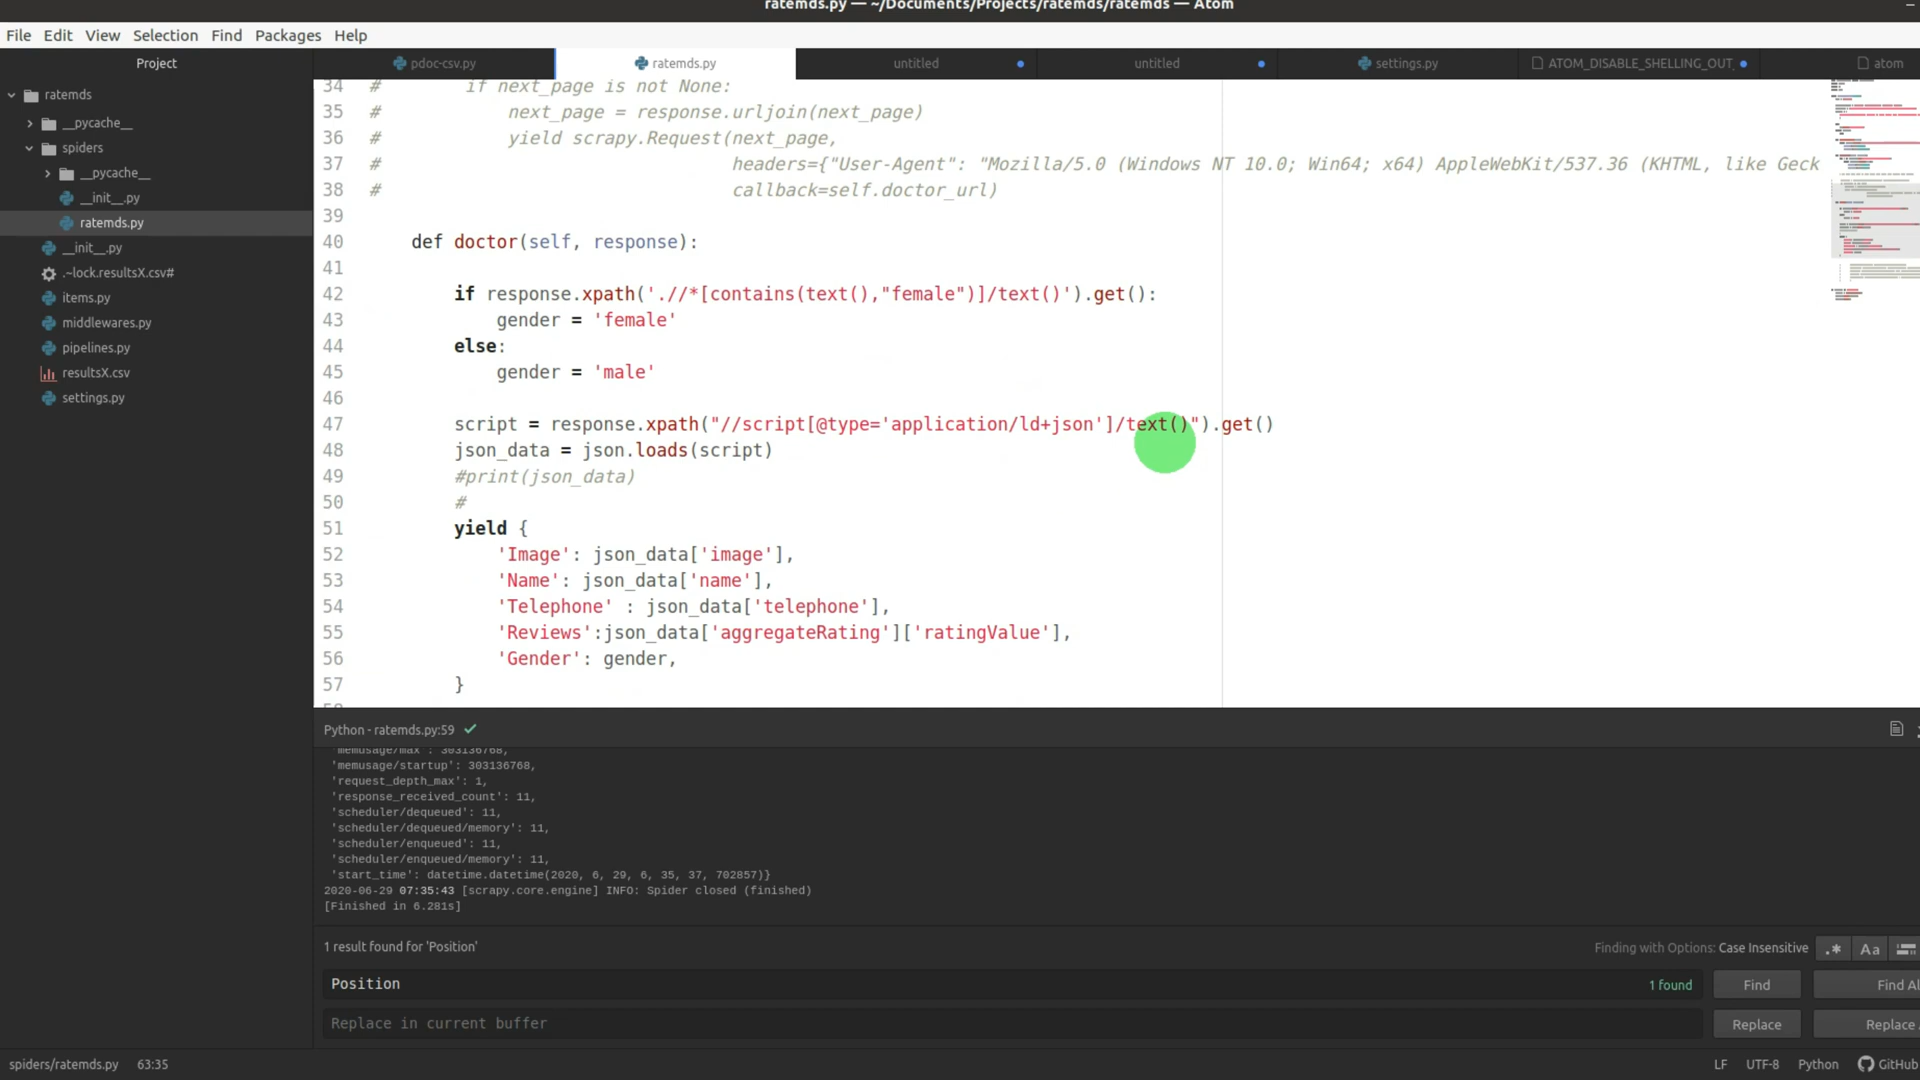 ratemds.py — ~/Documents/Projects/ratemds/ratemds — Atom
File Edit View Selection Find Packages Help
Project
pdoc-csv.py
ratemds.py
untitled
untitled
settings.py
ATOM_DISABLE_SHELLING_OUT_
atom
ratemds
__pycache__
spiders
__pycache__
__init__.py
ratemds.py
__init__.py
.~lock.resultsX.csv#
items.py
middlewares.py
pipelines.py
resultsX.csv
settings.py
34 # if next_page is not None:
35 # next_page = response.urljoin(next_page)
36 # yield scrapy.Request(next_page,
37 # headers={"User-Agent": "Mozilla/5.0 (Windows NT 10.0; Win64; x64) AppleWebKit/537.36 (KHTML, like Geck
38 # callback=self.doctor_url)
39
40 def doctor(self, response):
41
42 if response.xpath('.//*[contains(text(),"female")]/text()').get():
43 gender = 'female'
44 else:
45 gender = 'male'
46
47 script = response.xpath("//script[@type='application/ld+json']/text()").get()
48 json_data = json.loads(script)
49 #print(json_data)
50 #
51 yield {
52 'Image': json_data['image'],
53 'Name': json_data['name'],
54 'Telephone' : json_data['telephone'],
55 'Reviews':json_data['aggregateRating']['ratingValue'],
56 'Gender': gender,
57 }
Python - ratemds.py:59
'memusage/max': 303136768,
'memusage/startup': 303136768,
'request_depth_max': 1,
'response_received_count': 11,
'scheduler/dequeued': 11,
'scheduler/dequeued/memory': 11,
'scheduler/enqueued': 11,
'scheduler/enqueued/memory': 11,
'start_time': datetime.datetime(2020, 6, 29, 6, 35, 37, 702857)}
2020-06-29 07:35:43 [scrapy.core.engine] INFO: Spider closed (finished)
[Finished in 6.281s]
1 result found for 'Position'
Finding with Options: Case Insensitive
.* Aa
Position
1 found
Find
Find Al
Replace in current buffer
Replace
Replace
spiders/ratemds.py 63:35
LF UTF-8 Python GitHub